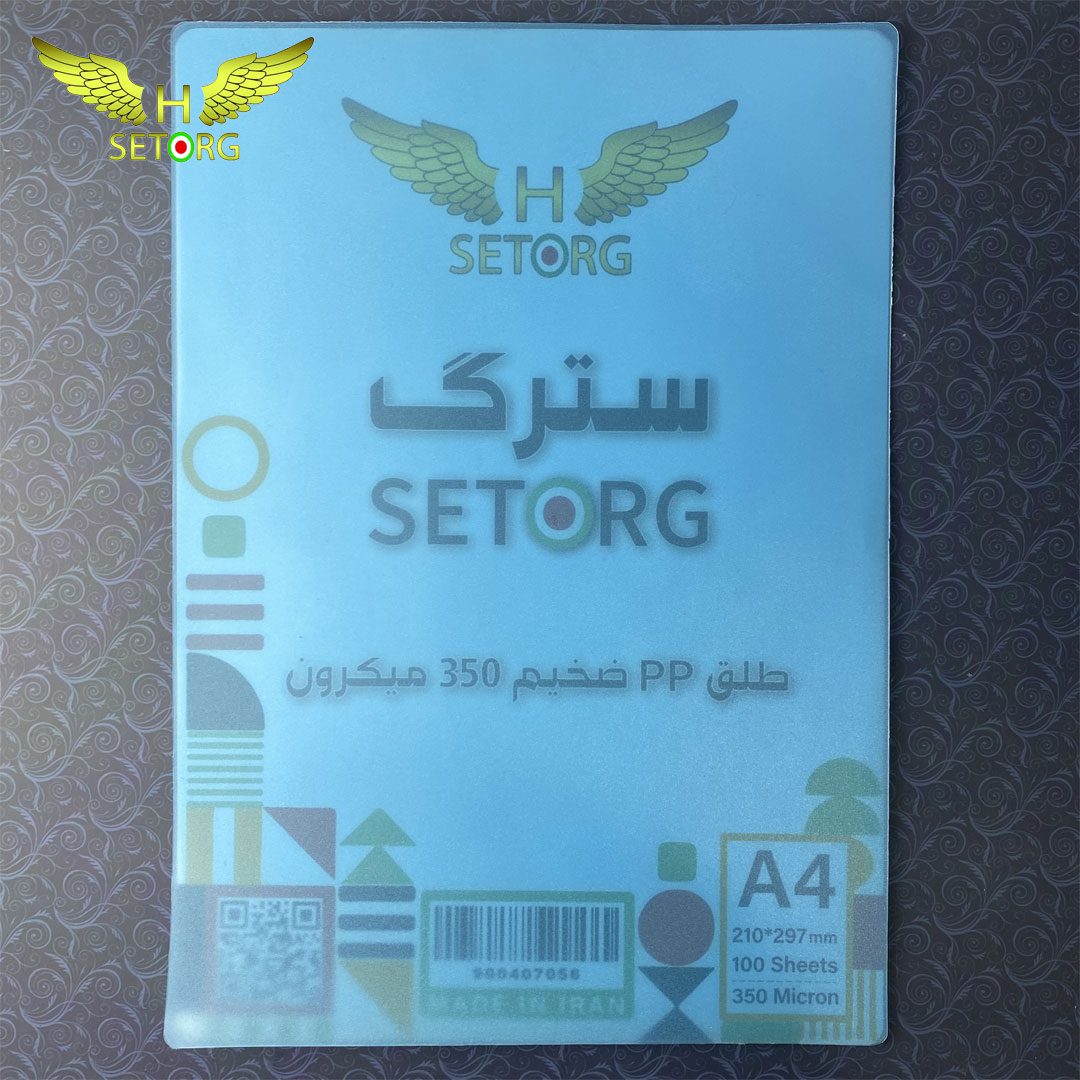 H
SETORG
H
SETORG
سترگ
SETORG
طلق PP ضخیم 350 میکرون
A4
210*297mm
100 Sheets
350 Micron
MADE IN IRAN